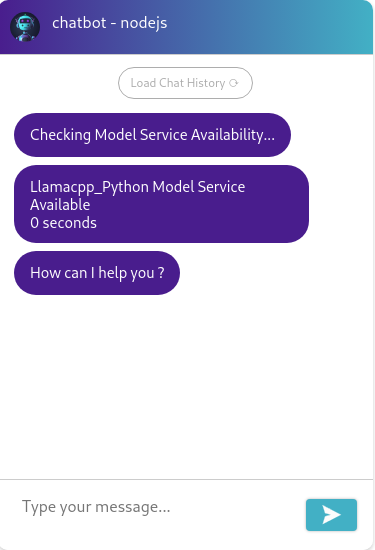 chatbot - nodejs
Load Chat History
Checking Model Service Availability...
Llamacpp_Python Model Service
Available
0 seconds
How can I help you ?
Type your message...